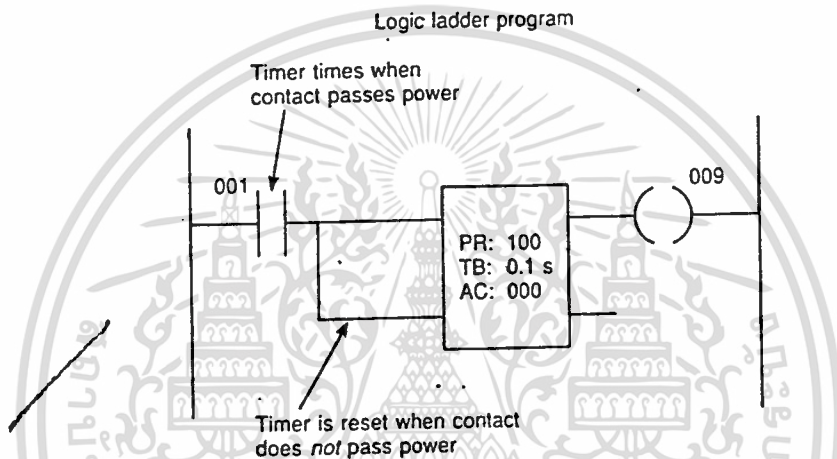 Logic ladder program
Timer times when
contact passes power
001
009
PR: 100
TB: 0.1 s
AC: 000
Timer is reset when contact
does not pass power